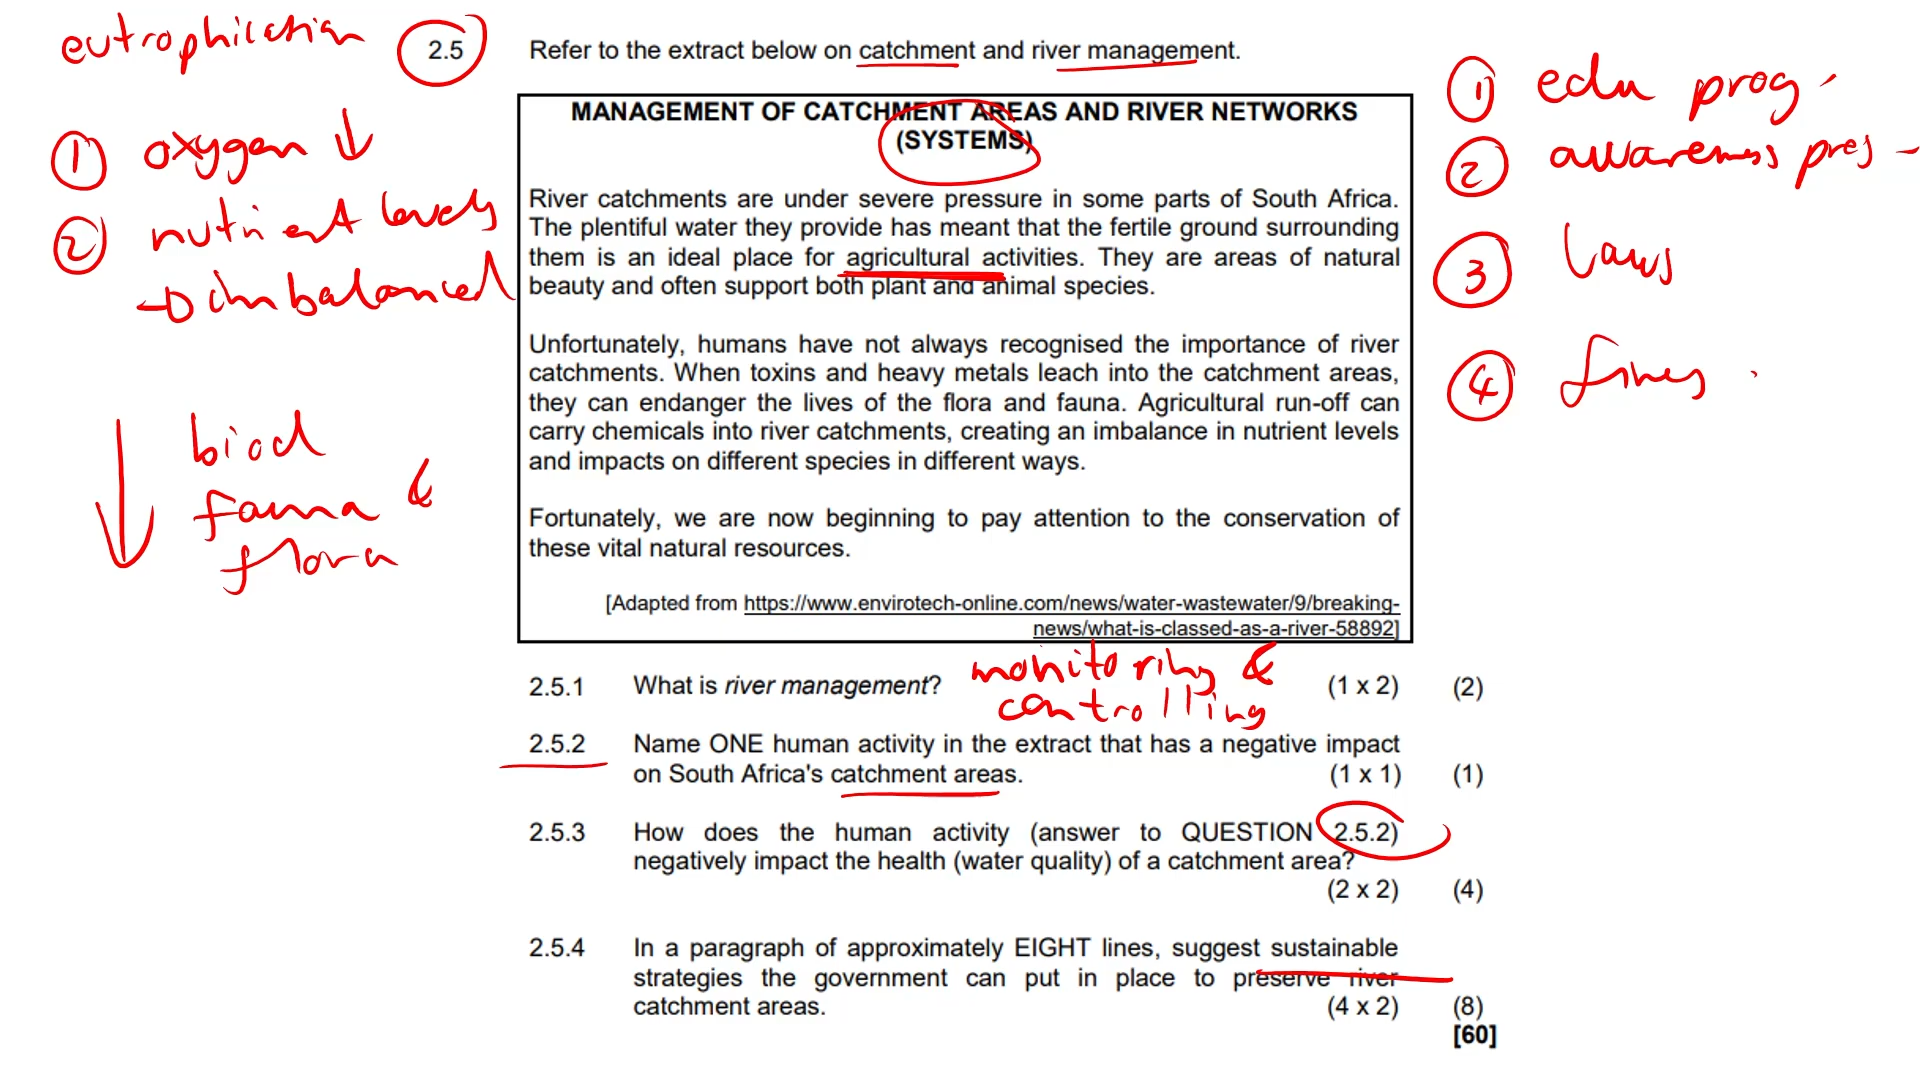 eutrophication
① oxygen ↓
② nutrient levels
→ imbalanced
↓ biod
fauna &
flora
2.5 Refer to the extract below on catchment and river management.
MANAGEMENT OF CATCHMENT AREAS AND RIVER NETWORKS
(SYSTEMS)
River catchments are under severe pressure in some parts of South Africa.
The plentiful water they provide has meant that the fertile ground surrounding
them is an ideal place for agricultural activities. They are areas of natural
beauty and often support both plant and animal species.
Unfortunately, humans have not always recognised the importance of river
catchments. When toxins and heavy metals leach into the catchment areas,
they can endanger the lives of the flora and fauna. Agricultural run-off can
carry chemicals into river catchments, creating an imbalance in nutrient levels
and impacts on different species in different ways.
Fortunately, we are now beginning to pay attention to the conservation of
these vital natural resources.
[Adapted from https://www.envirotech-online.com/news/water-wastewater/9/breaking-
news/what-is-classed-as-a-river-58892]
① edu prog.
② awareness
③ laws
④ fines.
2.5.1 What is river management? (1 x 2) (2)
monitoring &
controlling
2.5.2 Name ONE human activity in the extract that has a negative impact
on South Africa's catchment areas. (1 x 1) (1)
2.5.3 How does the human activity (answer to QUESTION 2.5.2)
negatively impact the health (water quality) of a catchment area?
(2 x 2) (4)
2.5.4 In a paragraph of approximately EIGHT lines, suggest sustainable
strategies the government can put in place to preserve river
catchment areas. (4 x 2) (8)
[60]